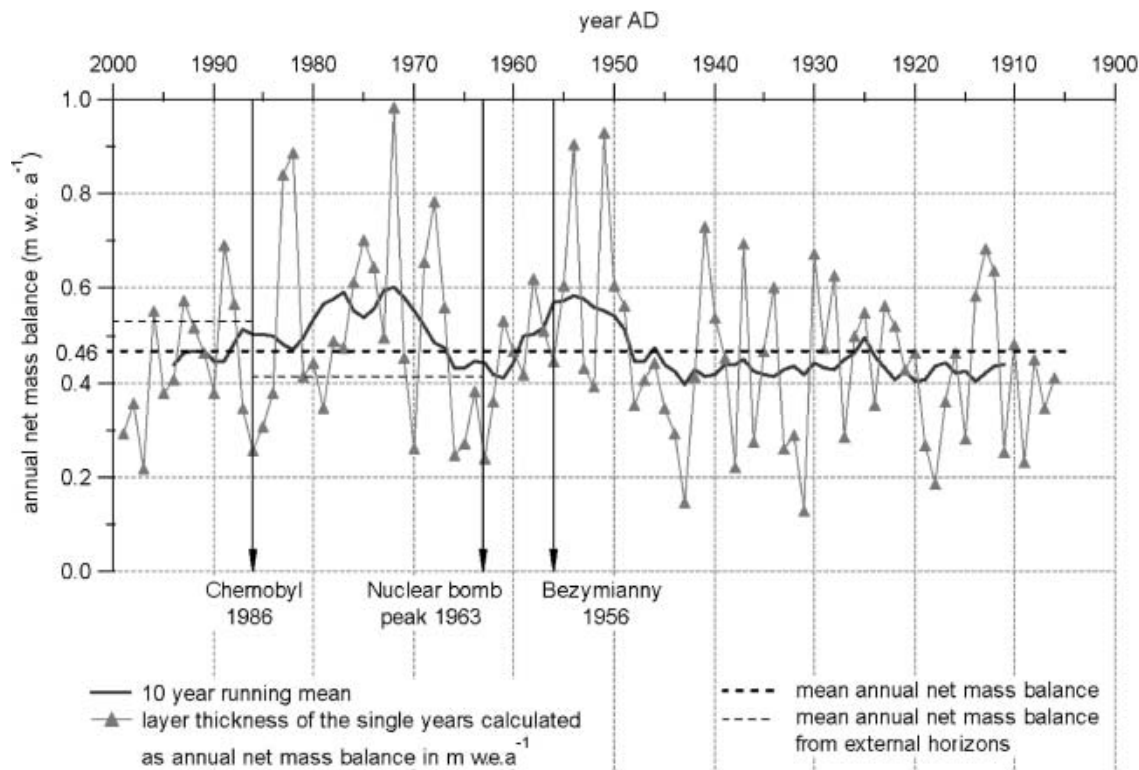 year AD
2000 1990 1980 1970 1960 1950 1940 1930 1920 1910 1900
annual net mass balance (m w.e. a⁻¹)
1.0
0.8
0.6
0.46
0.4
0.2
0.0
Chernobyl
1986
Nuclear bomb
peak 1963
Bezymianny
1956
10 year running mean
layer thickness of the single years calculated
as annual net mass balance in m w.e.a⁻¹
mean annual net mass balance
mean annual net mass balance
from external horizons